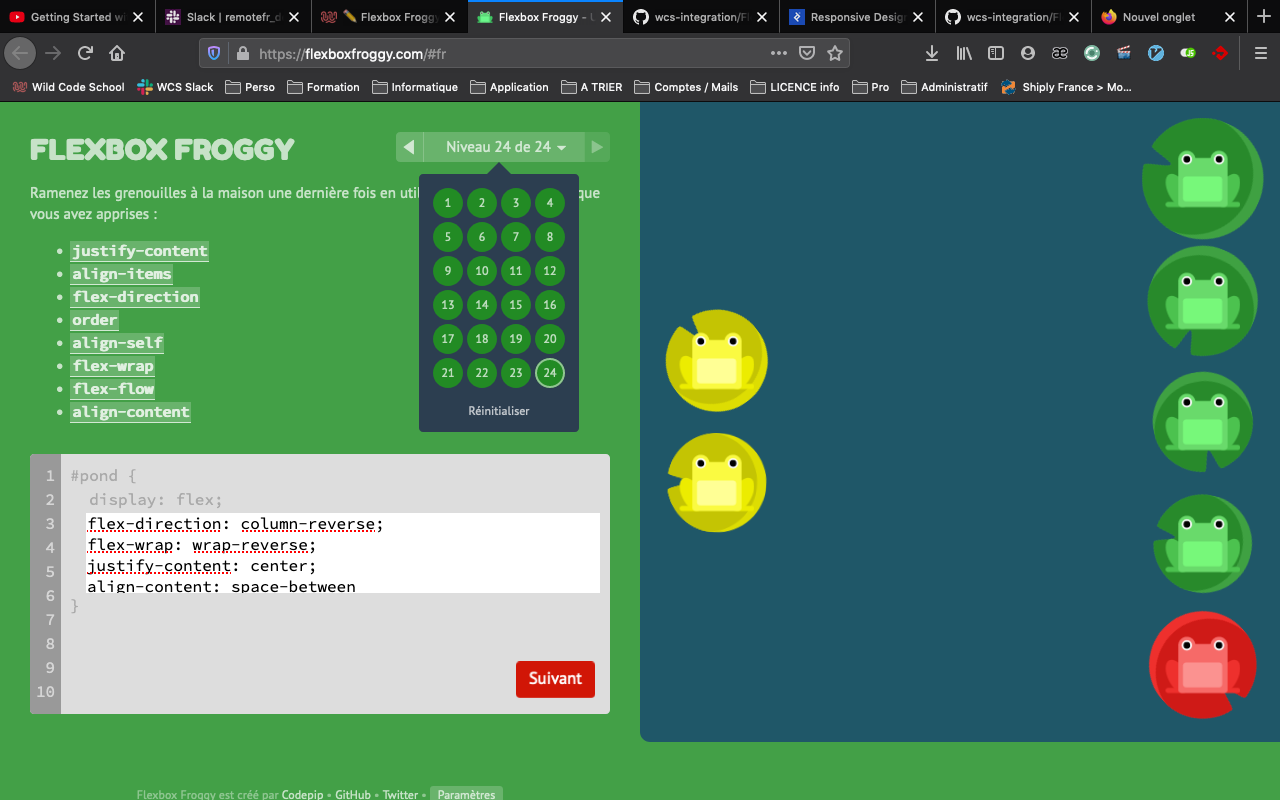 Getting Started wi
Slack | remotefr_d
Flexbox Froggy
Flexbox Froggy - U
wcs-integration/Fl
Responsive Design
wcs-integration/Fl
Nouvel onglet
https://flexboxfroggy.com/#fr
Wild Code School
WCS Slack
Perso
Formation
Informatique
Application
A TRIER
Comptes / Mails
LICENCE info
Pro
Administratif
Shiply France > Mo...
FLEXBOX FROGGY
Niveau 24 de 24
Ramenez les grenouilles à la maison une dernière fois en util que
vous avez apprises :
justify-content
align-items
flex-direction
order
align-self
flex-wrap
flex-flow
align-content
1 2 3 4
5 6 7 8
9 10 11 12
13 14 15 16
17 18 19 20
21 22 23 24
Réinitialiser
1 #pond {
2 display: flex;
3 flex-direction: column-reverse;
4 flex-wrap: wrap-reverse;
5 justify-content: center;
6 align-content: space-between
7 }
8
9
10
Suivant
Flexbox Froggy est créé par Codepip • GitHub • Twitter • Paramètres